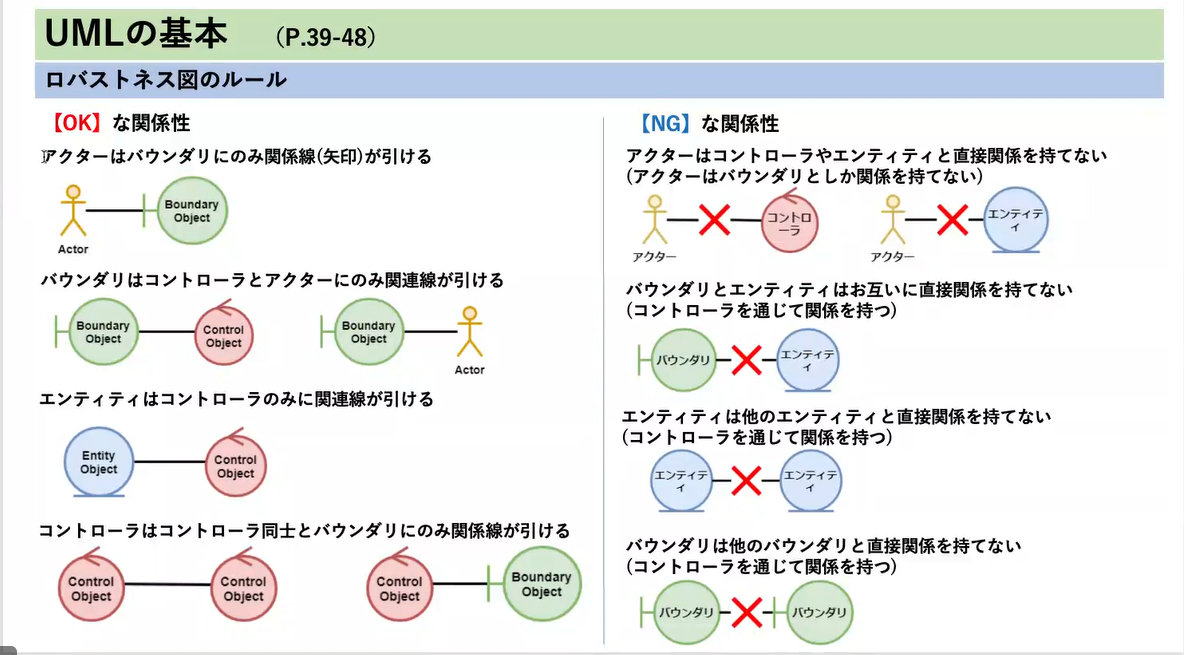 UMLの基本 (P.39-48)
ロバストネス図のルール
【OK】な関係性
アクターはバウンダリにのみ関係線(矢印)が引ける
Boundary
Object
Actor
バウンダリはコントローラとアクターにのみ関連線が引ける
Boundary
Object
Control
Object
Boundary
Object
Actor
エンティティはコントローラのみに関連線が引ける
Entity
Object
Control
Object
コントローラはコントローラ同士とバウンダリにのみ関係線が引ける
Control
Object
Control
Object
Control
Object
Boundary
Object
【NG】な関係性
アクターはコントローラやエンティティと直接関係を持てない
(アクターはバウンダリとしか関係を持てない)
コントロ
ーラ
アクター
エンティテ
ィ
アクター
バウンダリとエンティティはお互いに直接関係を持てない
(コントローラを通じて関係を持つ)
バウンダリ
エンティテ
ィ
エンティティは他のエンティティと直接関係を持てない
(コントローラを通じて関係を持つ)
エンティテ
ィ
エンティテ
ィ
バウンダリは他のバウンダリと直接関係を持てない
(コントローラを通じて関係を持つ)
バウンダリ
バウンダリ